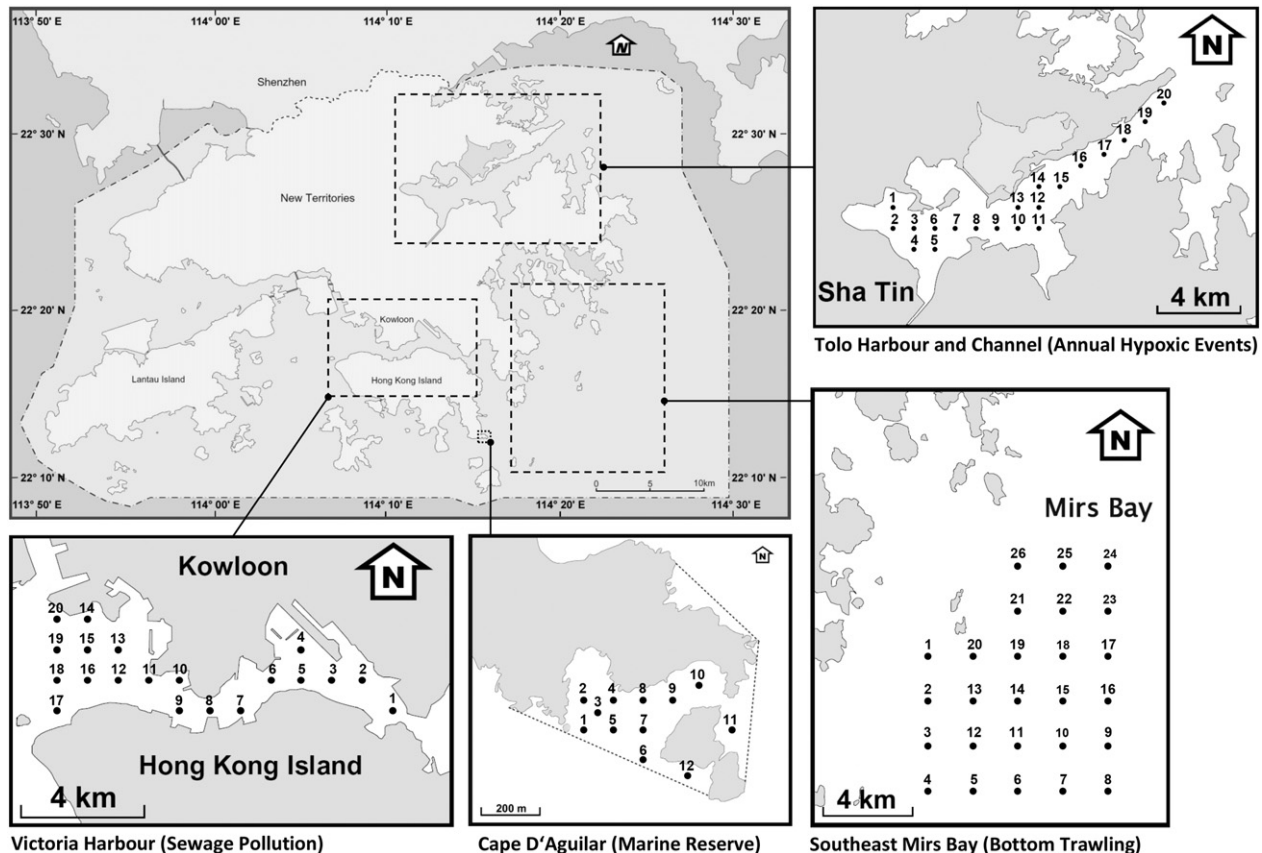 113° 50' E
114° 00' E
114° 10' E
114° 20' E
114° 30' E
N
Shenzhen
22° 30' N
22° 30' N
New Territories
22° 20' N
22° 20' N
Kowloon
Lantau Island
Hong Kong Island
22° 10' N
22° 10' N
0 5 10km
113° 50' E
114° 00' E
114° 10' E
114° 20' E
114° 30' E
N
20
19
18
17
16
14 15
1 13 12
2 3 6 7 8 9 10 11
4 5
Sha Tin
4 km
Tolo Harbour and Channel (Annual Hypoxic Events)
Kowloon
N
20 14
19 15 13 4
18 16 12 11 10 6 5 3 2
17 9 8 7 1
Hong Kong Island
4 km
Victoria Harbour (Sewage Pollution)
N
10
2 4 8 9
3
1 5 7 11
6
12
200 m
Cape D'Aguilar (Marine Reserve)
N
Mirs Bay
26 25 24
21 22 23
1 20 19 18 17
2 13 14 15 16
3 12 11 10 9
4 5 6 7 8
4 km
Southeast Mirs Bay (Bottom Trawling)